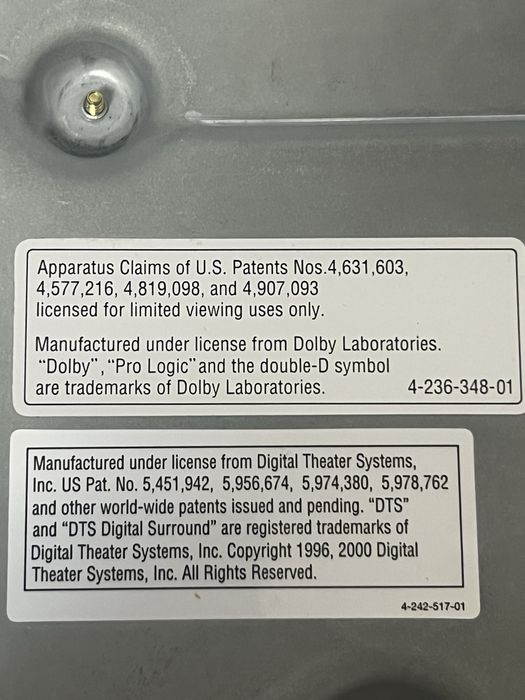 Apparatus Claims of U.S. Patents Nos.4,631,603,
4,577,216, 4,819,098, and 4,907,093
licensed for limited viewing uses only.
Manufactured under license from Dolby Laboratories.
“Dolby”, “Pro Logic” and the double-D symbol
are trademarks of Dolby Laboratories. 4-236-348-01
Manufactured under license from Digital Theater Systems,
Inc. US Pat. No. 5,451,942, 5,956,674, 5,974,380, 5,978,762
and other world-wide patents issued and pending. “DTS”
and “DTS Digital Surround” are registered trademarks of
Digital Theater Systems, Inc. Copyright 1996, 2000 Digital
Theater Systems, Inc. All Rights Reserved.
4-242-517-01